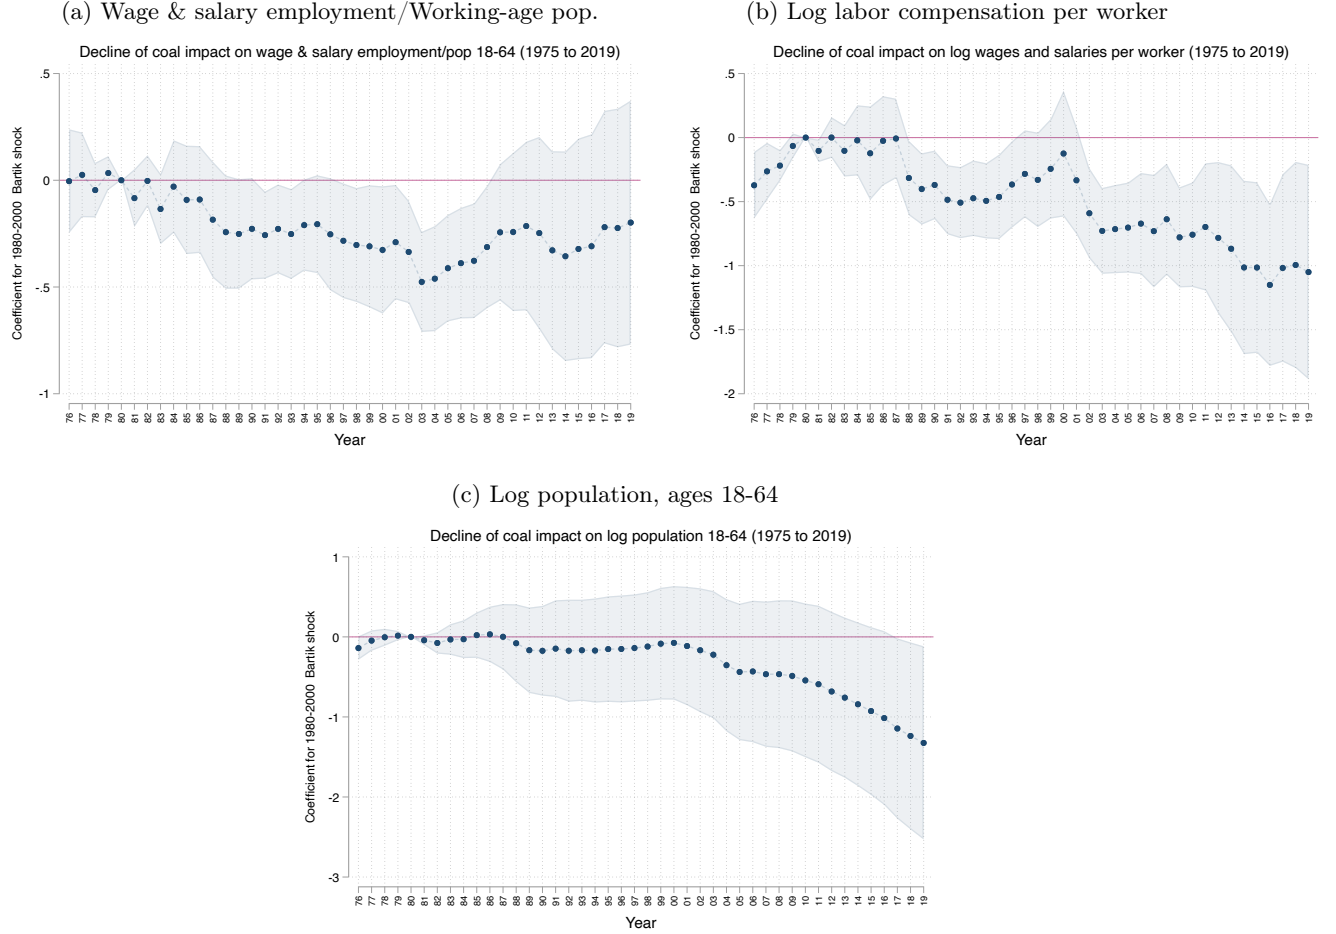 (a) Wage & salary employment/Working-age pop.
Decline of coal impact on wage & salary employment/pop 18-64 (1975 to 2019)
Coefficient for 1980-2000 Bartik shock
.5
0
-.5
-1
76 77 78 79 80 81 82 83 84 85 86 87 88 89 90 91 92 93 94 95 96 97 98 99 00 01 02 03 04 05 06 07 08 09 10 11 12 13 14 15 16 17 18 19
Year
(b) Log labor compensation per worker
Decline of coal impact on log wages and salaries per worker (1975 to 2019)
Coefficient for 1980-2000 Bartik shock
.5
0
-.5
-1
-1.5
-2
76 77 78 79 80 81 82 83 84 85 86 87 88 89 90 91 92 93 94 95 96 97 98 99 00 01 02 03 04 05 06 07 08 09 10 11 12 13 14 15 16 17 18 19
Year
(c) Log population, ages 18-64
Decline of coal impact on log population 18-64 (1975 to 2019)
Coefficient for 1980-2000 Bartik shock
1
0
-1
-2
-3
76 77 78 79 80 81 82 83 84 85 86 87 88 89 90 91 92 93 94 95 96 97 98 99 00 01 02 03 04 05 06 07 08 09 10 11 12 13 14 15 16 17 18 19
Year